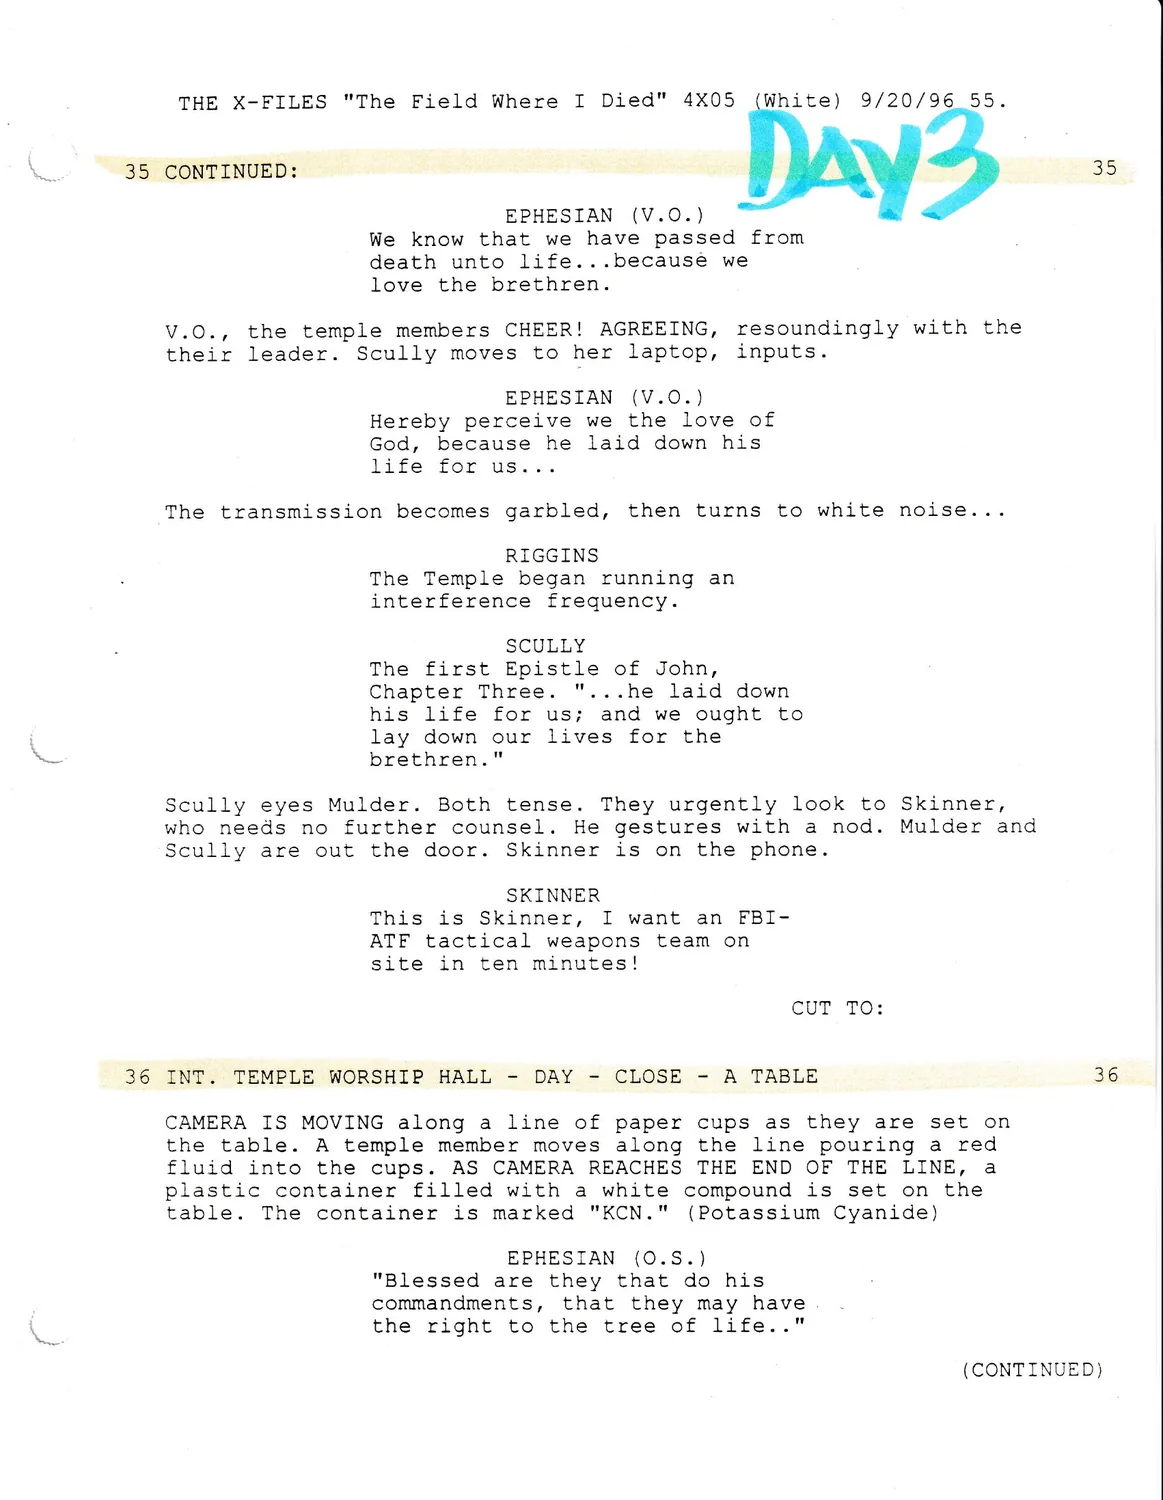 THE X-FILES "The Field Where I Died" 4X05 (White) 9/20/96 55.
DAY 3
35 CONTINUED: 35
EPHESIAN (V.O.)
We know that we have passed from
death unto life...because we
love the brethren.
V.O., the temple members CHEER! AGREEING, resoundingly with the
their leader. Scully moves to her laptop, inputs.
EPHESIAN (V.O.)
Hereby perceive we the love of
God, because he laid down his
life for us...
The transmission becomes garbled, then turns to white noise...
RIGGINS
The Temple began running an
interference frequency.
SCULLY
The first Epistle of John,
Chapter Three. "...he laid down
his life for us; and we ought to
lay down our lives for the
brethren."
Scully eyes Mulder. Both tense. They urgently look to Skinner,
who needs no further counsel. He gestures with a nod. Mulder and
Scully are out the door. Skinner is on the phone.
SKINNER
This is Skinner, I want an FBI-
ATF tactical weapons team on
site in ten minutes!
CUT TO:
36 INT. TEMPLE WORSHIP HALL - DAY - CLOSE - A TABLE 36
CAMERA IS MOVING along a line of paper cups as they are set on
the table. A temple member moves along the line pouring a red
fluid into the cups. AS CAMERA REACHES THE END OF THE LINE, a
plastic container filled with a white compound is set on the
table. The container is marked "KCN." (Potassium Cyanide)
EPHESIAN (O.S.)
"Blessed are they that do his
commandments, that they may have
the right to the tree of life.."
(CONTINUED)